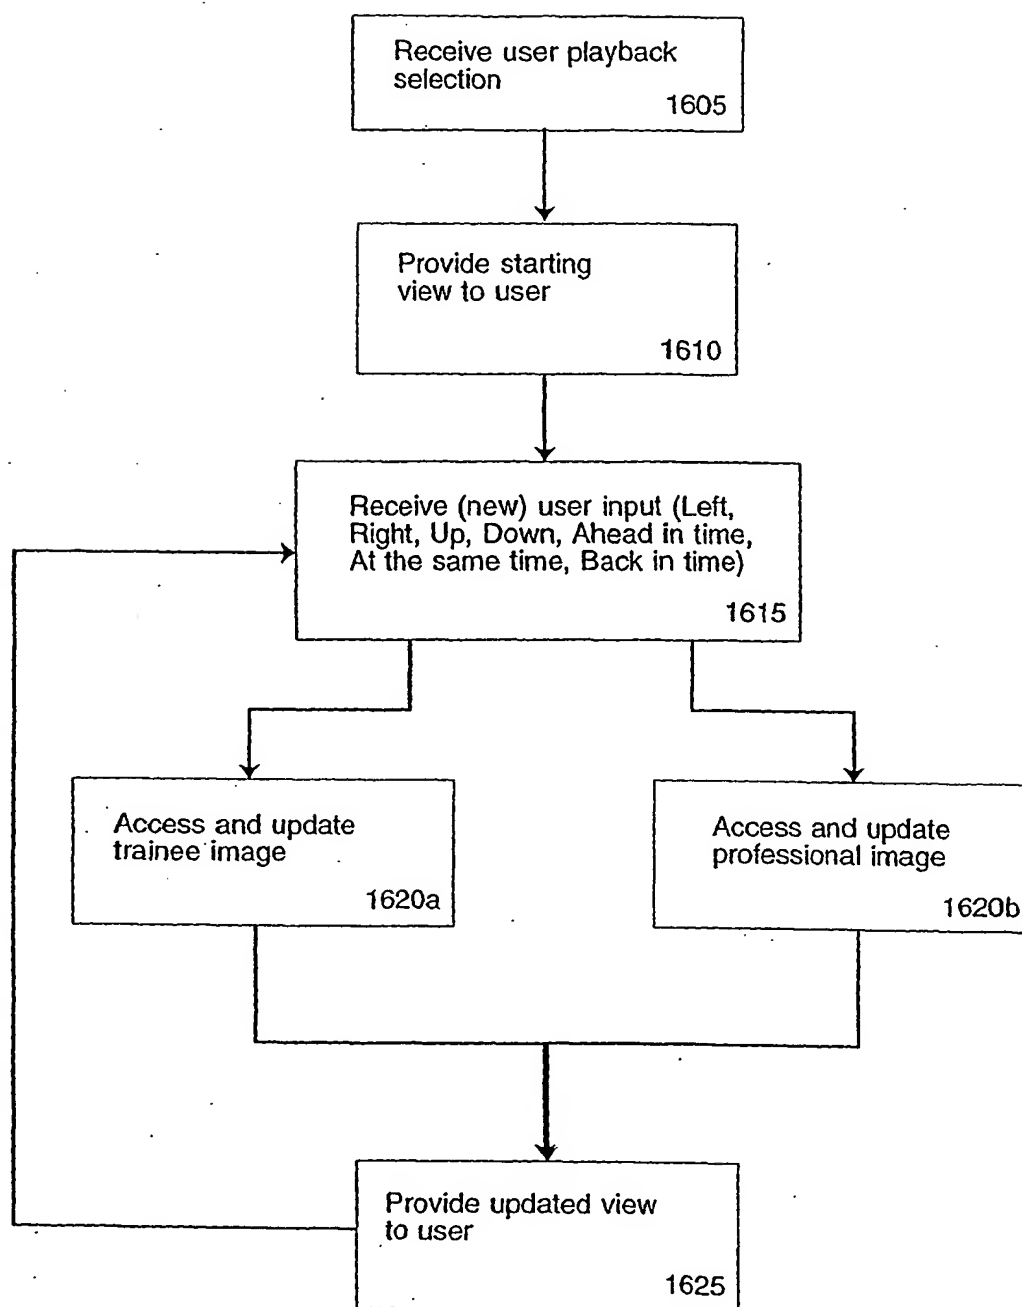 Receive user playback
selection
1605
Provide starting
view to user
1610
Receive (new) user input (Left,
Right, Up, Down, Ahead in time,
At the same time, Back in time)
1615
Access and update
trainee image
1620a
Access and update
professional image
1620b
Provide updated view
to user
1625